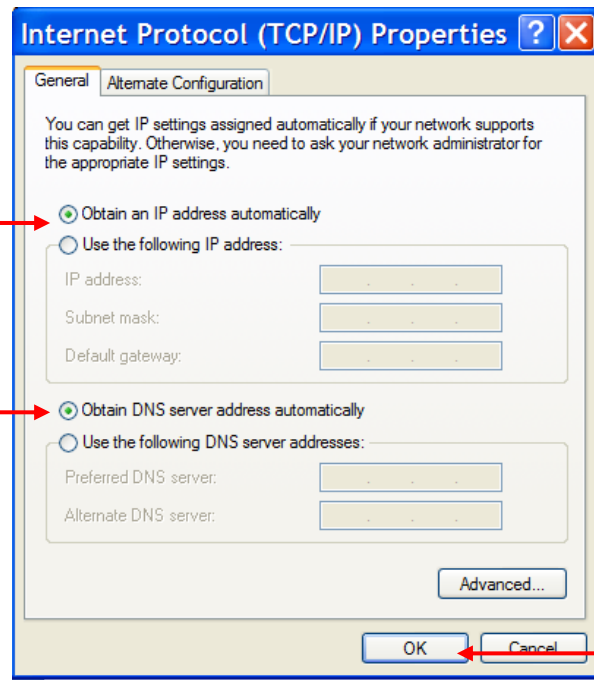 Internet Protocol (TCP/IP) Properties
General Alternate Configuration
You can get IP settings assigned automatically if your network supports
this capability. Otherwise, you need to ask your network administrator for
the appropriate IP settings.
Obtain an IP address automatically
Use the following IP address:
IP address:
Subnet mask:
Default gateway:
Obtain DNS server address automatically
Use the following DNS server addresses:
Preferred DNS server:
Alternate DNS server:
Advanced...
OK Cancel